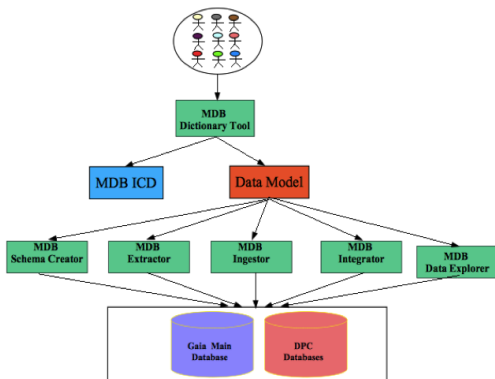 MDB
Dictionary Tool
MDB ICD
Data Model
MDB
Schema Creator
MDB
Extractor
MDB
Ingestor
MDB
Integrator
MDB
Data Explorer
Gaia Main
Database
DPC
Databases